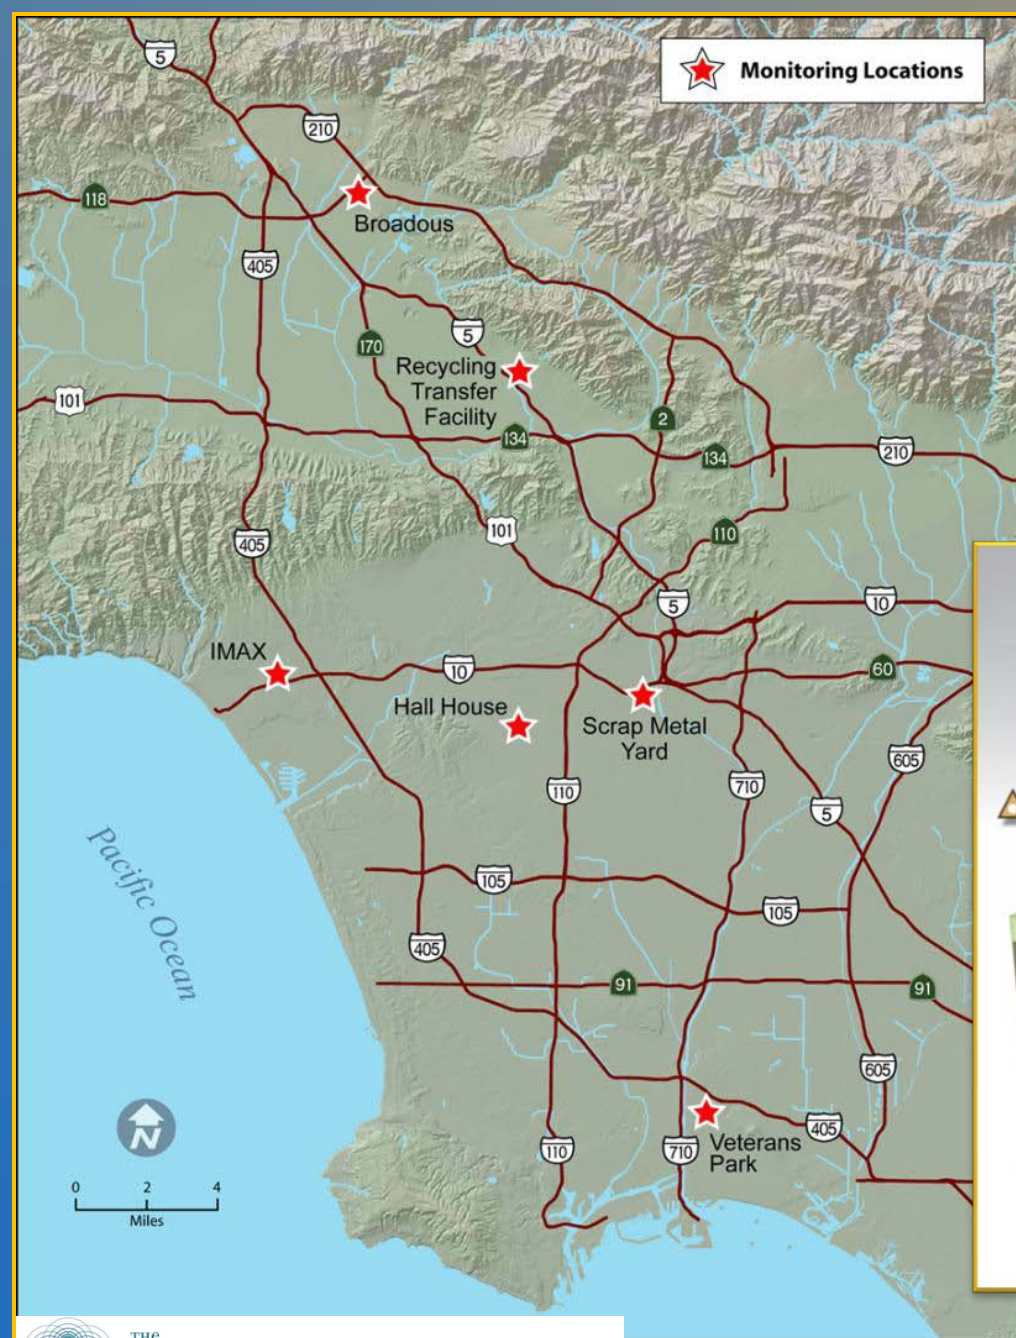 Monitoring Locations
5
210
118
Broadous
405
5
170
Recycling
Transfer
Facility
101
2
134
134
210
101
110
405
5
10
IMAX
10
60
Hall House
Scrap Metal
Yard
605
710
110
5
Pacific Ocean
105
105
405
91
91
605
Veterans
Park
405
110
710
N
0 2 4
Miles
THE